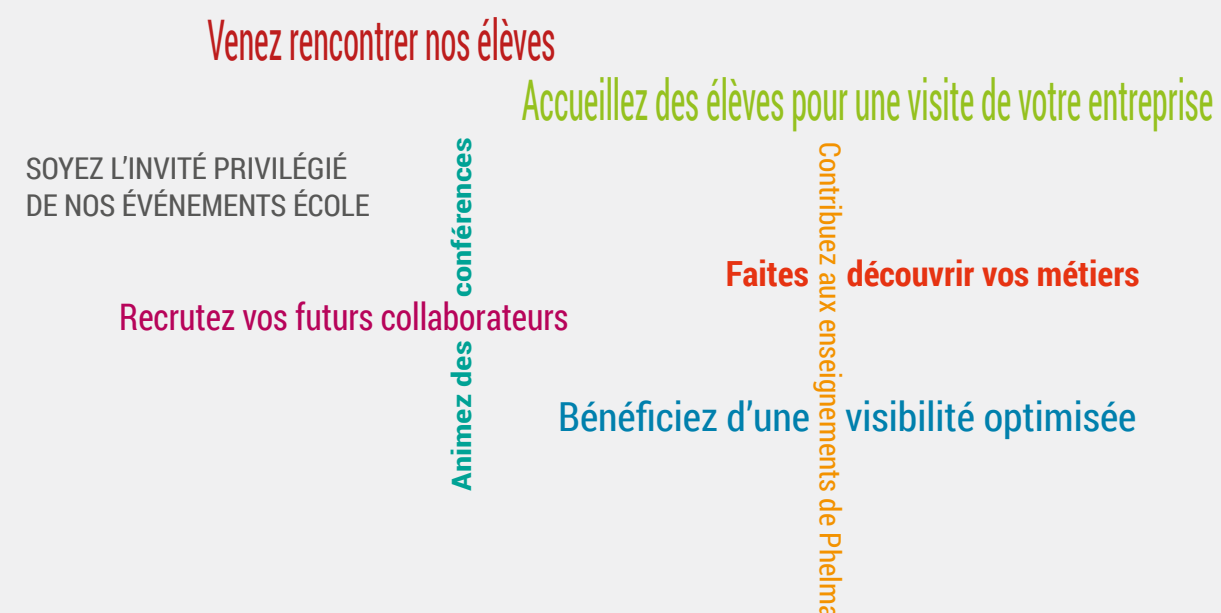 Venez rencontrer nos élèves
Accueillez des élèves pour une visite de votre entreprise
SOYEZ L'INVITÉ PRIVILÉGIÉ
DE NOS ÉVÉNEMENTS ÉCOLE
Animez des conférences
Contribuez aux enseignements de Phelma
Faites découvrir vos métiers
Recrutez vos futurs collaborateurs
Bénéficiez d'une visibilité optimisée